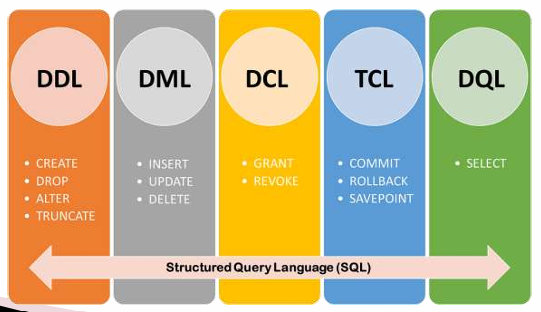 DDL
DML
DCL
TCL
DQL
• CREATE
• DROP
• ALTER
• TRUNCATE
• INSERT
• UPDATE
• DELETE
• GRANT
• REVOKE
• COMMIT
• ROLLBACK
• SAVEPOINT
• SELECT
Structured Query Language (SQL)